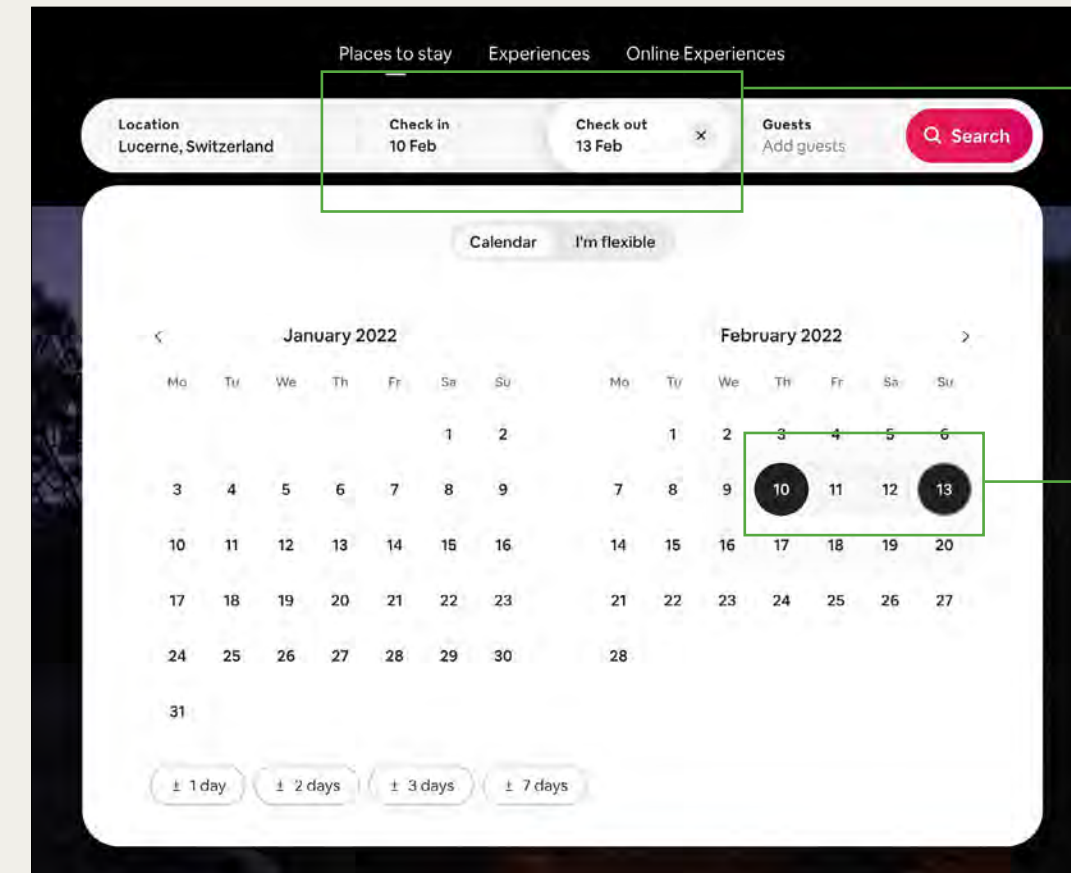 Places to stay Experiences Online Experiences
Location Check in Check out Guests
Lucerne, Switzerland 10 Feb 13 Feb × Add guests Search
Calendar I'm flexible
< January 2022 February 2022 >
Mo Tu We Th Fr Sa Su Mo Tu We Th Fr Sa Su
1 2 1 2 3 4 5 6
3 4 5 6 7 8 9 7 8 9 10 11 12 13
10 11 12 13 14 15 16 14 15 16 17 18 19 20
17 18 19 20 21 22 23 21 22 23 24 25 26 27
24 25 26 27 28 29 30 28
31
± 1 day ± 2 days ± 3 days ± 7 days